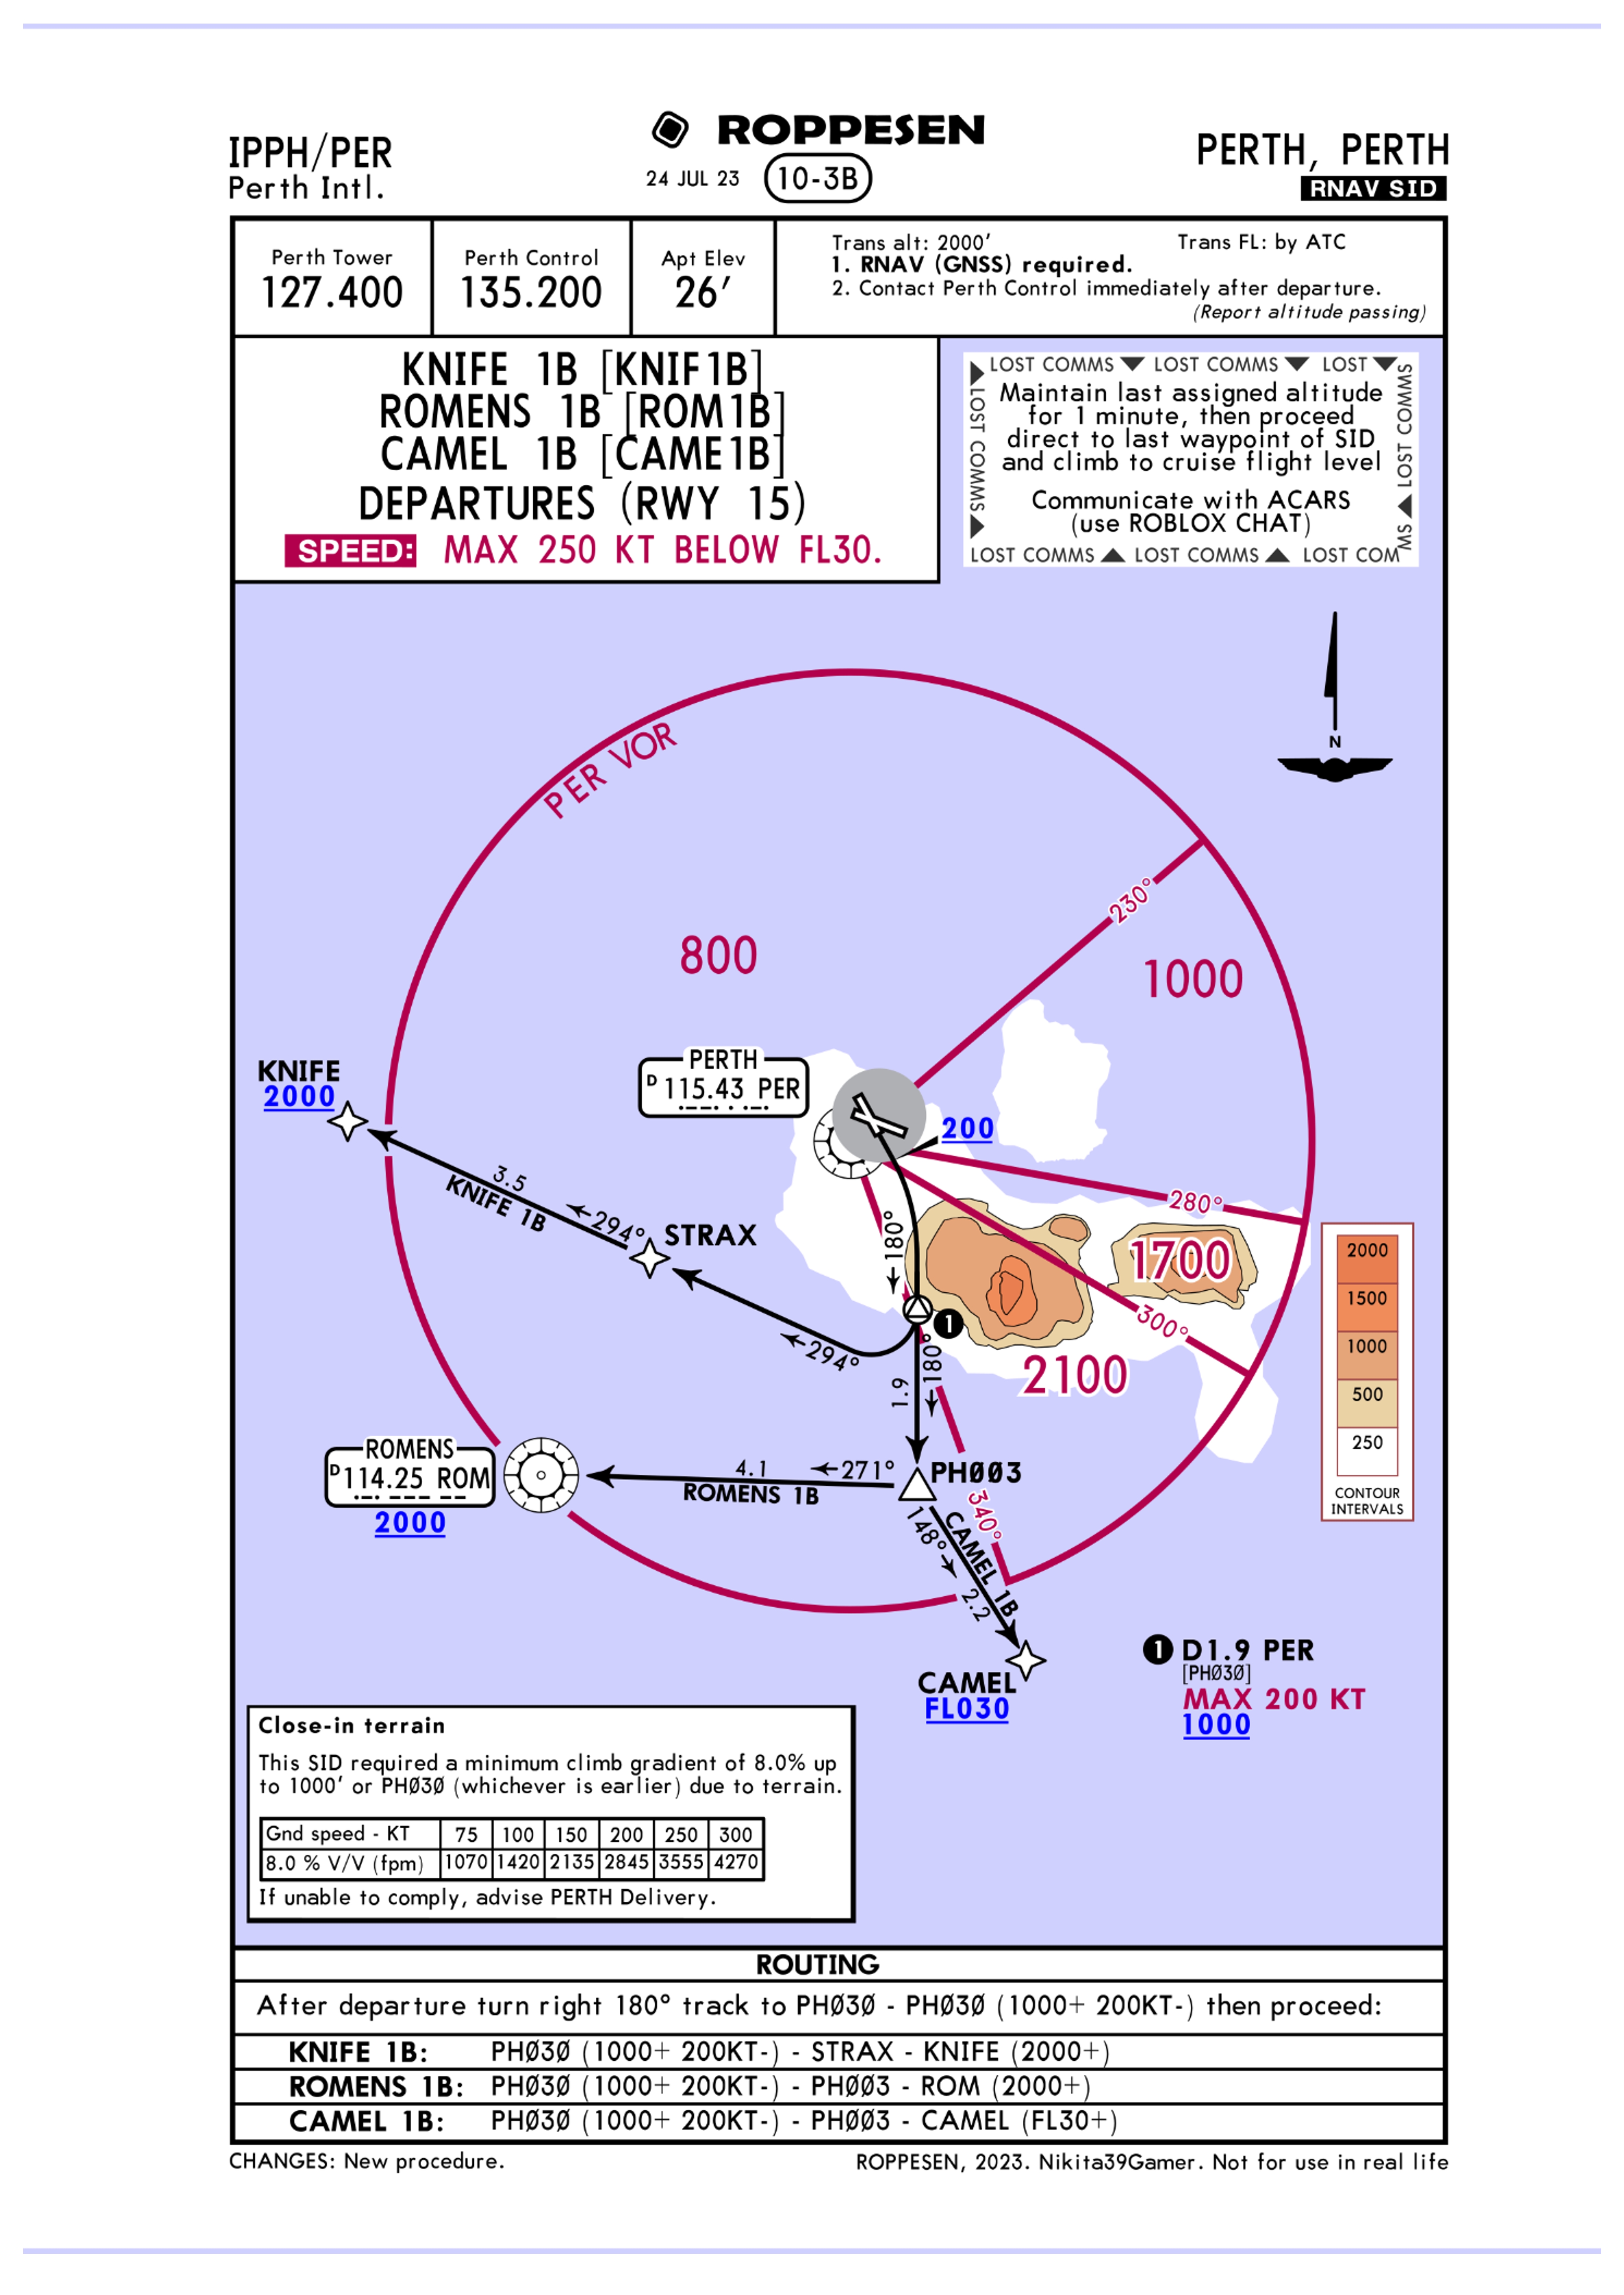 ROPPESEN
IPPH/PER
Perth Intl.
24 JUL 23
10-3B
PERTH, PERTH
RNAV SID
Perth Tower
127.400
Perth Control
135.200
Apt Elev
26'
Trans alt: 2000' Trans FL: by ATC
1. RNAV (GNSS) required.
2. Contact Perth Control immediately after departure.
(Report altitude passing)
KNIFE 1B [KNIF1B]
ROMENS 1B [ROM1B]
CAMEL 1B [CAME1B]
DEPARTURES (RWY 15)
SPEED: MAX 250 KT BELOW FL30.
LOST COMMS LOST COMMS LOST
LOST COMMS
LOST COMMS
MS
Maintain last assigned altitude
for 1 minute, then proceed
direct to last waypoint of SID
and climb to cruise flight level
Communicate with ACARS
(use ROBLOX CHAT)
LOST COMMS LOST COMMS LOST COM
N
PER VOR
230°
800
1000
PERTH
D 115.43 PER
200
KNIFE
2000
3.5
KNIFE 1B
294°
STRAX
180°
280°
1700
300°
2100
1
294°
180°
1.9
2000
1500
1000
500
250
CONTOUR
INTERVALS
ROMENS
D 114.25 ROM
2000
4.1
271°
ROMENS 1B
PHØØ3
340°
148°
2.2
CAMEL 1B
CAMEL
FL030
1 D1.9 PER
[PHØ3Ø]
MAX 200 KT
1000
Close-in terrain
This SID required a minimum climb gradient of 8.0% up
to 1000' or PHØ3Ø (whichever is earlier) due to terrain.
Gnd speed - KT 75 100 150 200 250 300
8.0 % V/V (fpm) 1070 1420 2135 2845 3555 4270
If unable to comply, advise PERTH Delivery.
ROUTING
After departure turn right 180° track to PHØ3Ø - PHØ3Ø (1000+ 200KT-) then proceed:
KNIFE 1B: PHØ3Ø (1000+ 200KT-) - STRAX - KNIFE (2000+)
ROMENS 1B: PHØ3Ø (1000+ 200KT-) - PHØØ3 - ROM (2000+)
CAMEL 1B: PHØ3Ø (1000+ 200KT-) - PHØØ3 - CAMEL (FL30+)
CHANGES: New procedure.
ROPPESEN, 2023. Nikita39Gamer. Not for use in real life